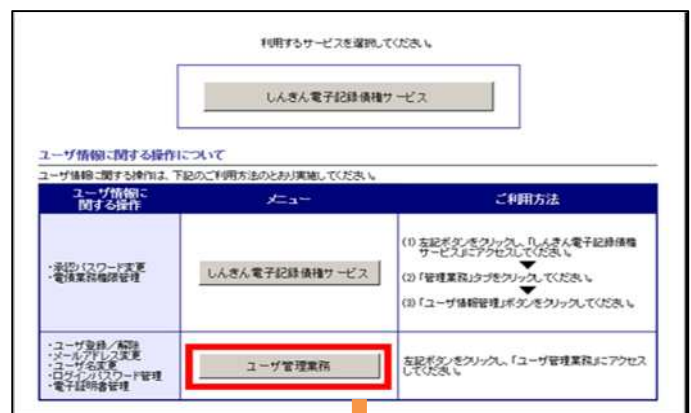 利用するサービスを選択してください。
しんきん電子記録債権サービス
ユーザ情報に関する操作について
ユーザ情報に関する操作は、下記のご利用方法のとおり実施してください。
ユーザ情報に
関する操作
メニュー
ご利用方法
・承認パスワード変更
・電債業務権限管理
しんきん電子記録債権サービス
(1) 左記ボタンをクリックし、「しんきん電子記録債権
サービス」にアクセスしてください。
▼
(2) 「管理業務」タブをクリックしてください。
▼
(3) 「ユーザ情報管理」ボタンをクリックしてください。
・ユーザ登録/解除
・メールアドレス変更
・ユーザ名変更
・ログインパスワード管理
・電子証明書管理
ユーザ管理業務
左記ボタンをクリックし、「ユーザ管理業務」にアクセス
してください。